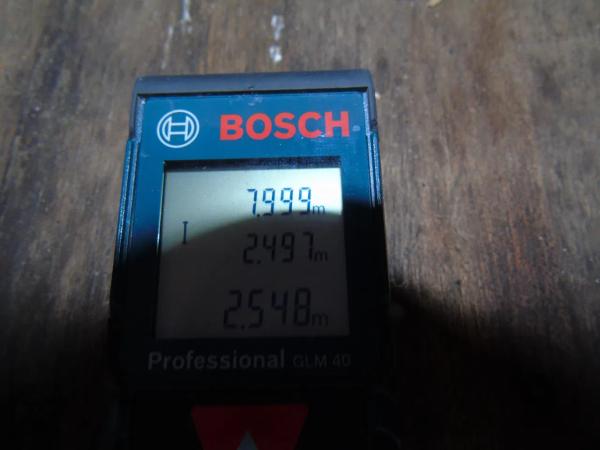 BOSCH
7.999m
2.497m
2.548m
Professional GLM 40